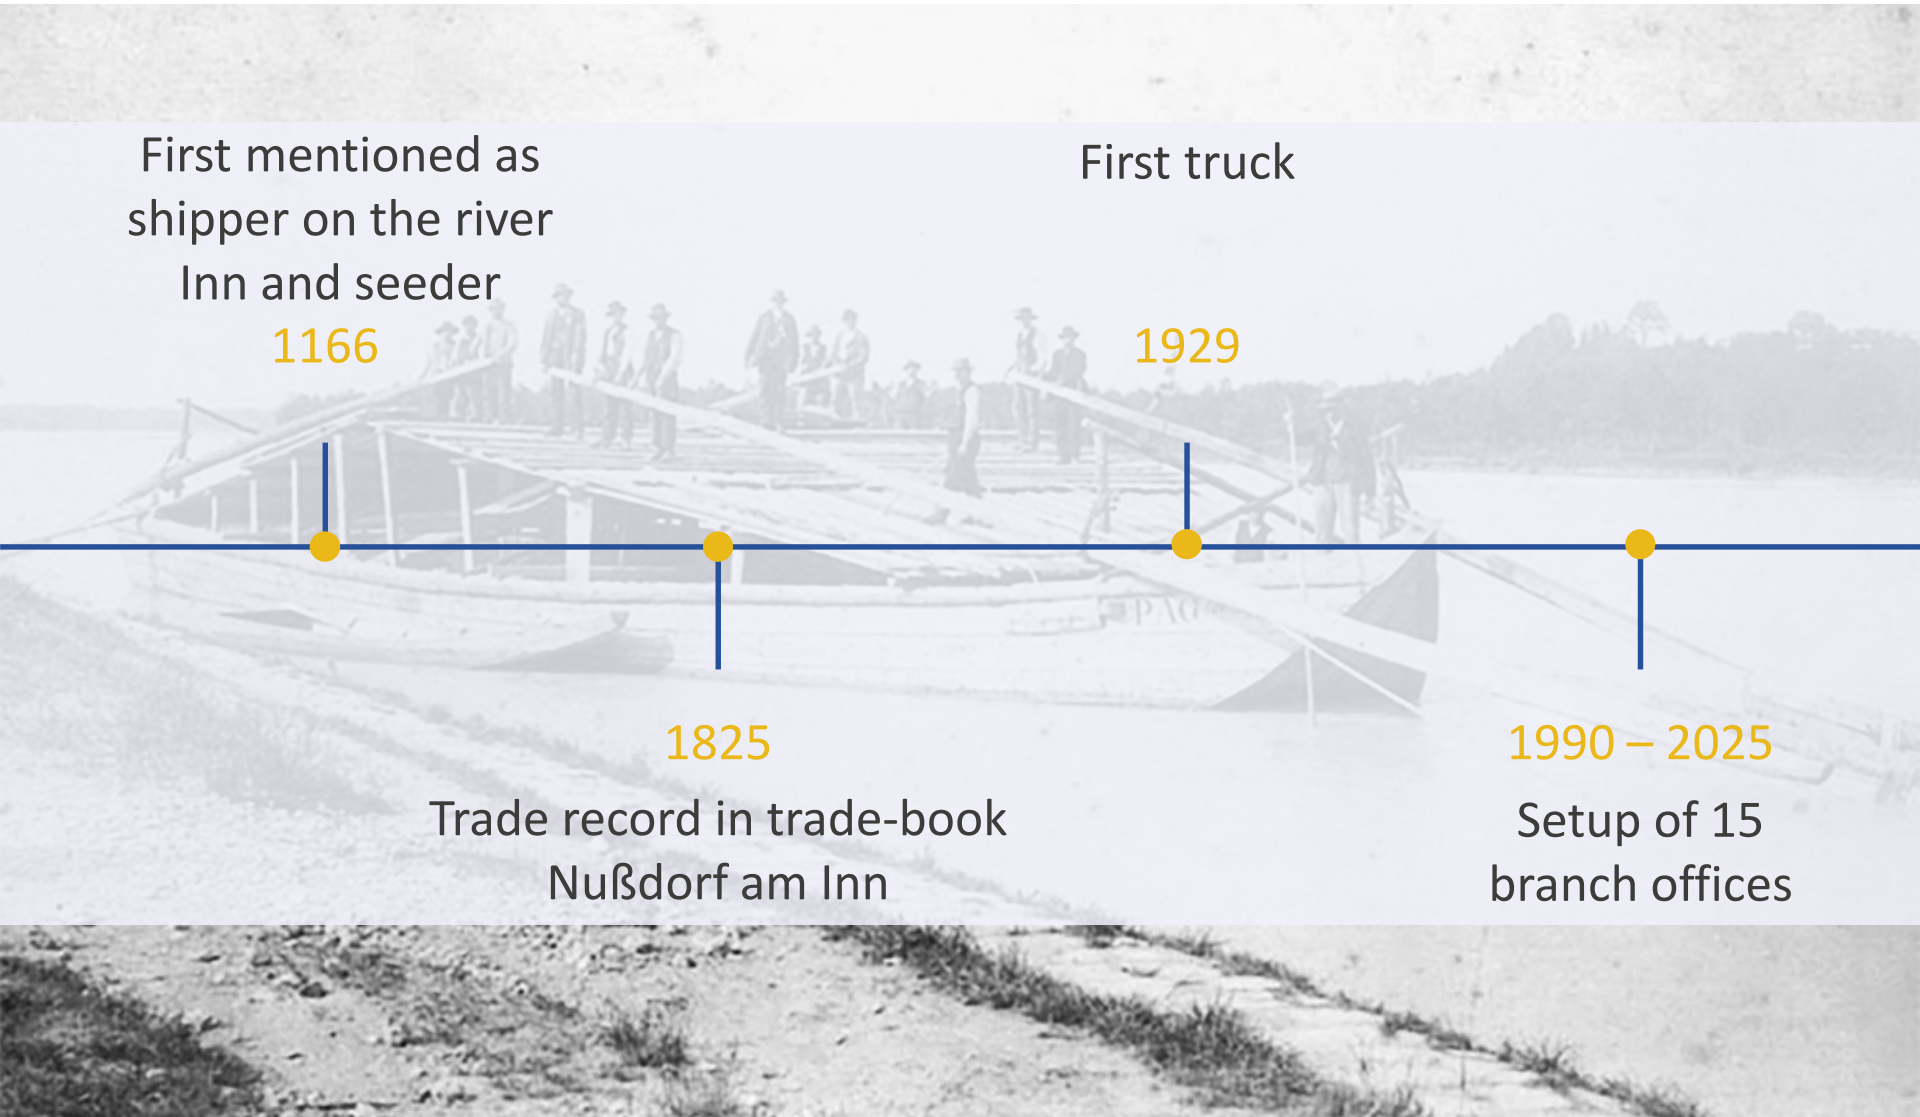 First mentioned as
shipper on the river
Inn and seeder
1166
First truck
1929
1825
Trade record in trade-book
Nußdorf am Inn
1990 – 2025
Setup of 15
branch offices